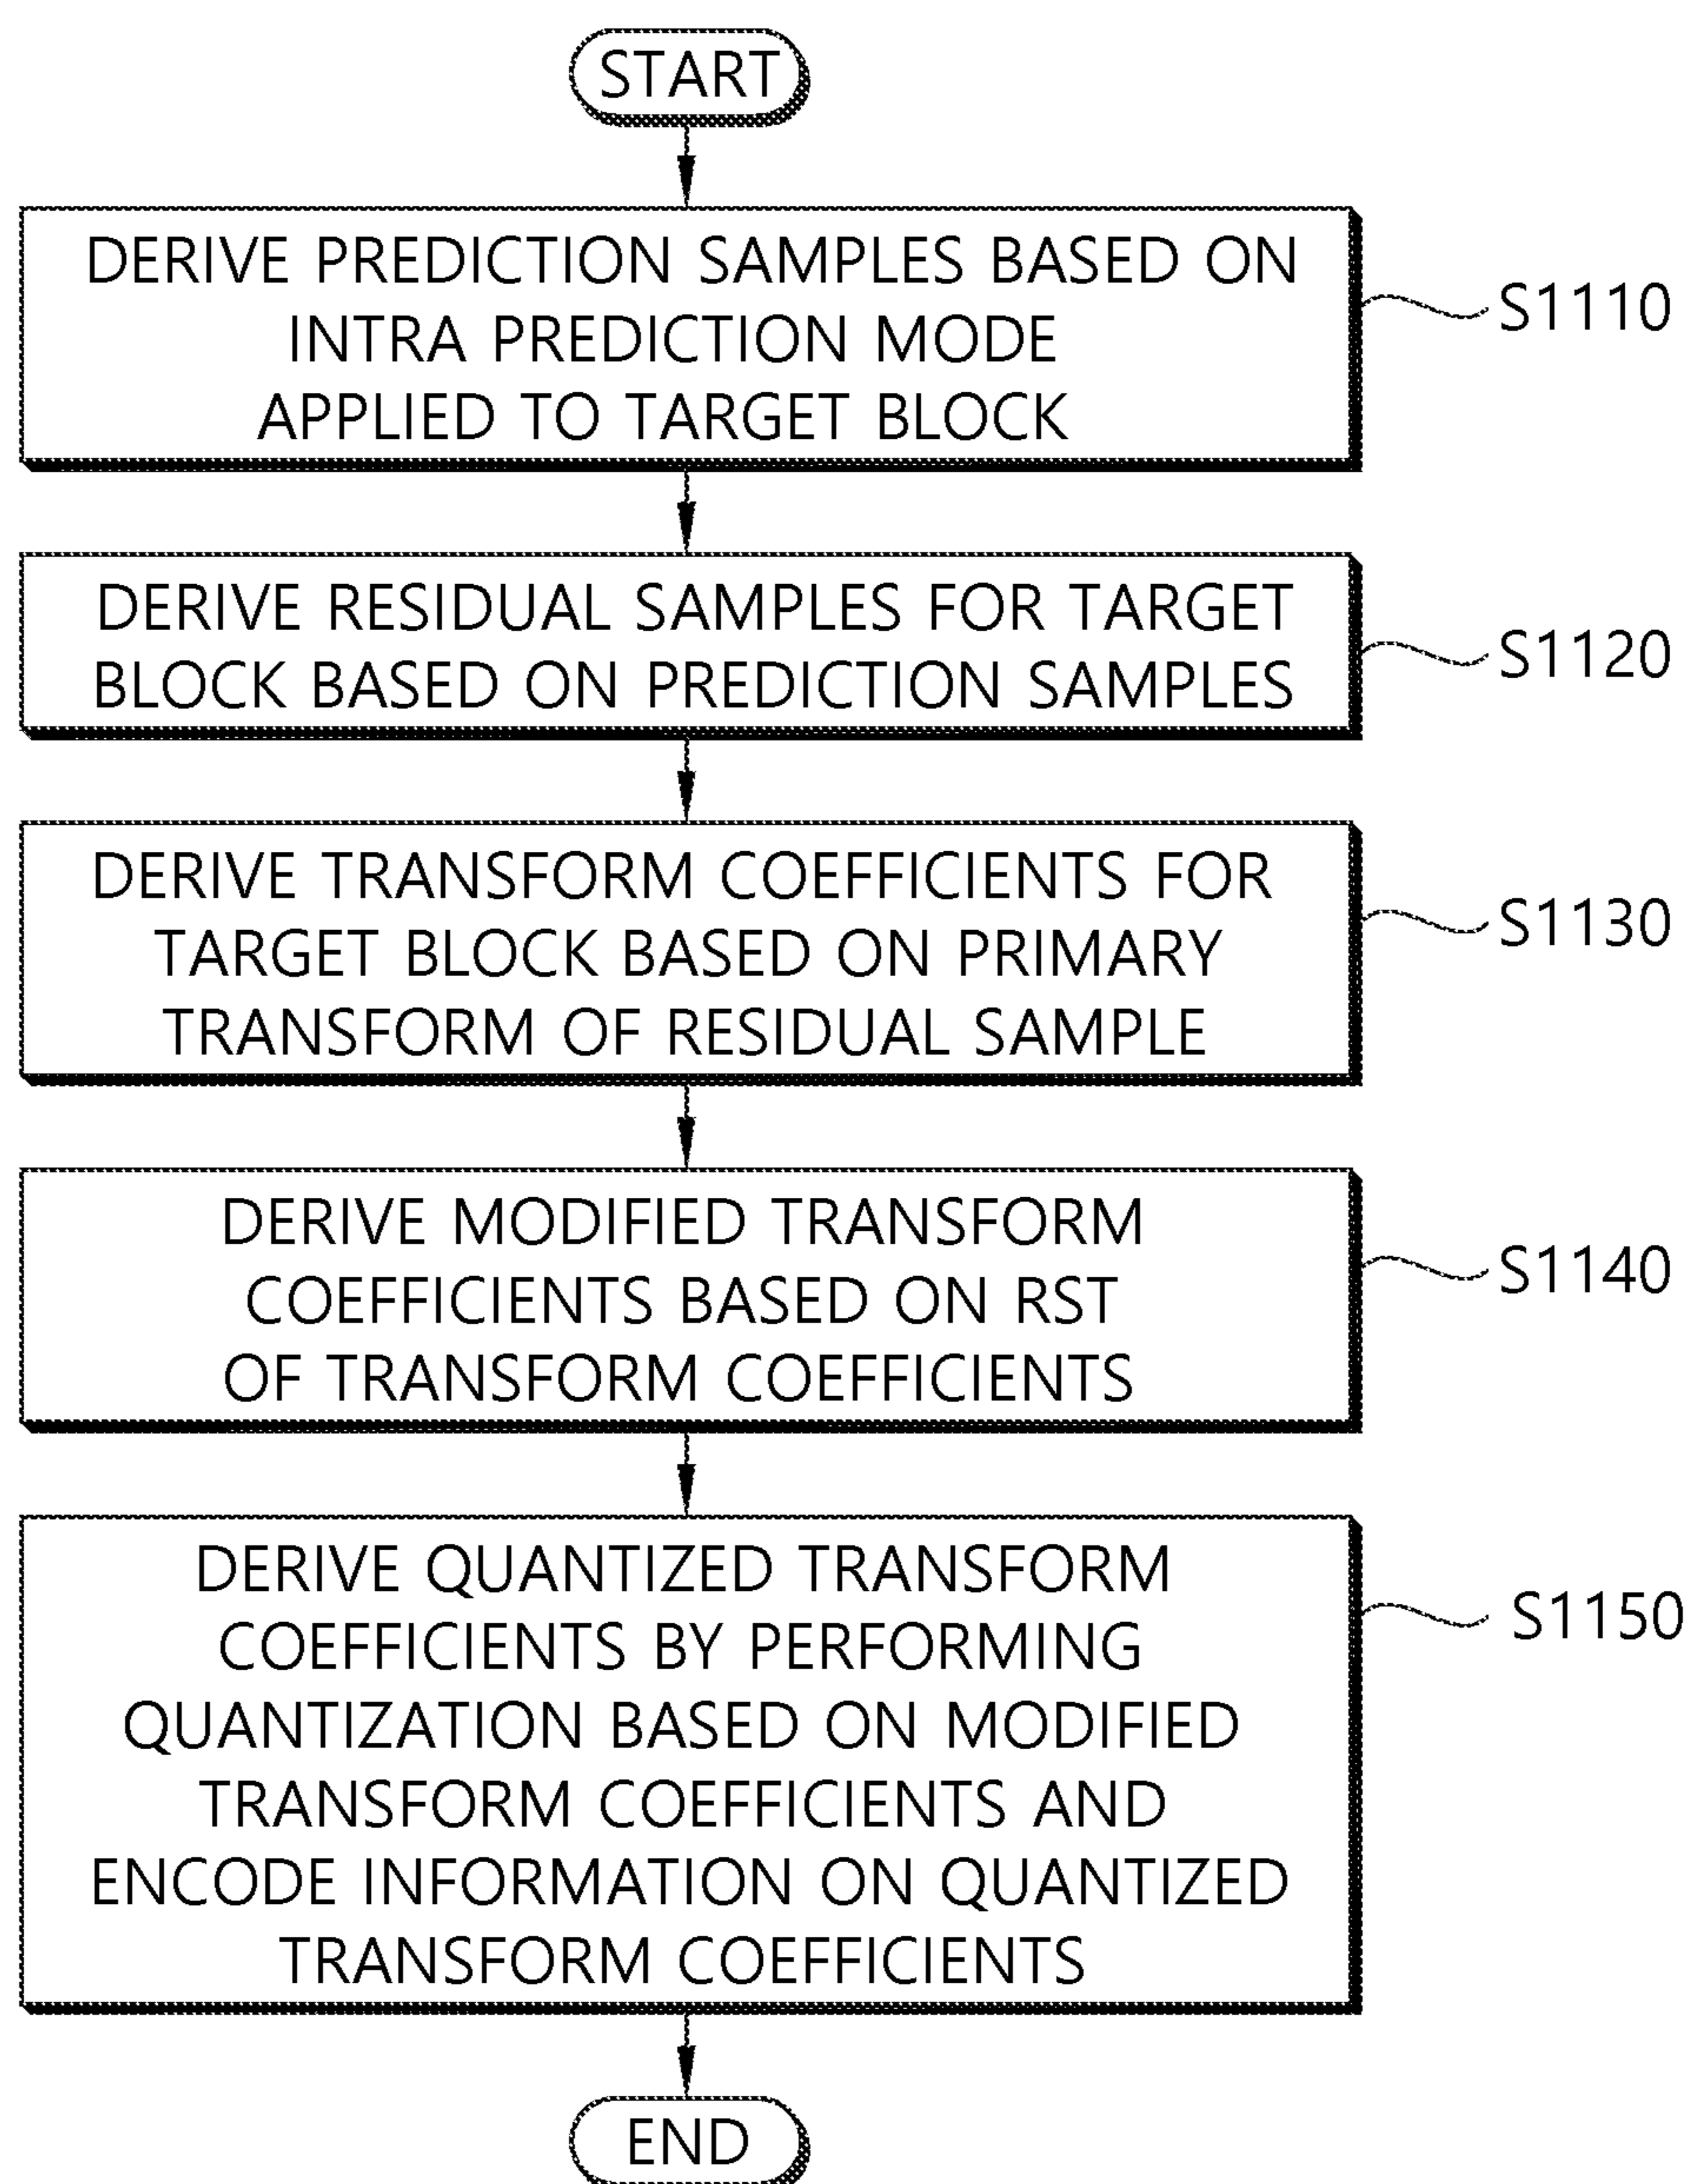 START
DERIVE PREDICTION SAMPLES BASED ON
INTRA PREDICTION MODE
APPLIED TO TARGET BLOCK
S1110
DERIVE RESIDUAL SAMPLES FOR TARGET
BLOCK BASED ON PREDICTION SAMPLES
S1120
DERIVE TRANSFORM COEFFICIENTS FOR
TARGET BLOCK BASED ON PRIMARY
TRANSFORM OF RESIDUAL SAMPLE
S1130
DERIVE MODIFIED TRANSFORM
COEFFICIENTS BASED ON RST
OF TRANSFORM COEFFICIENTS
S1140
DERIVE QUANTIZED TRANSFORM
COEFFICIENTS BY PERFORMING
QUANTIZATION BASED ON MODIFIED
TRANSFORM COEFFICIENTS AND
ENCODE INFORMATION ON QUANTIZED
TRANSFORM COEFFICIENTS
S1150
END